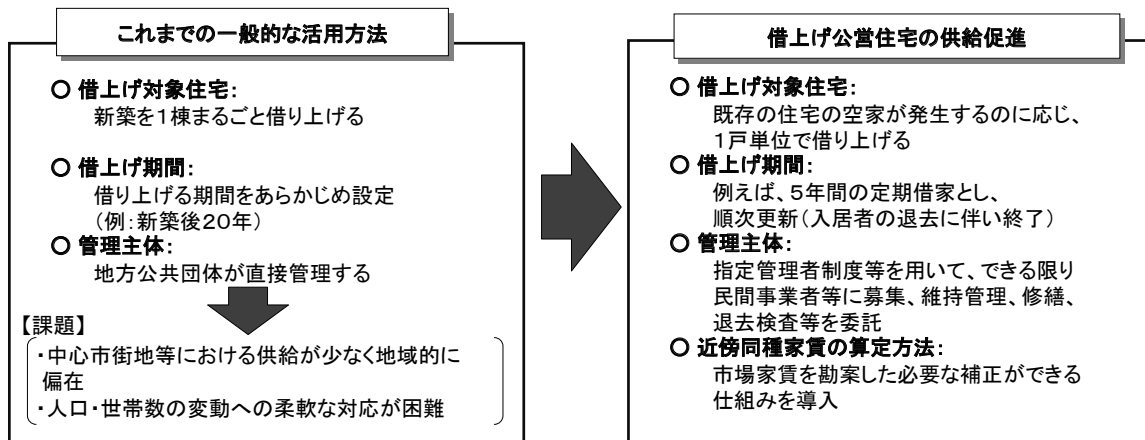 これまでの一般的な活用方法
○ 借上げ対象住宅:
新築を1棟まるごと借り上げる
○ 借上げ期間:
借り上げる期間をあらかじめ設定
(例:新築後20年)
○ 管理主体:
地方公共団体が直接管理する
【課題】
・中心市街地等における供給が少なく地域的に
偏在
・人口・世帯数の変動への柔軟な対応が困難
借上げ公営住宅の供給促進
○ 借上げ対象住宅:
既存の住宅の空家が発生するのに応じ、
1戸単位で借り上げる
○ 借上げ期間:
例えば、5年間の定期借家とし、
順次更新(入居者の退去に伴い終了)
○ 管理主体:
指定管理者制度等を用いて、できる限り
民間事業者等に募集、維持管理、修繕、
退去検査等を委託
○ 近傍同種家賃の算定方法:
市場家賃を勘案した必要な補正ができる
仕組みを導入